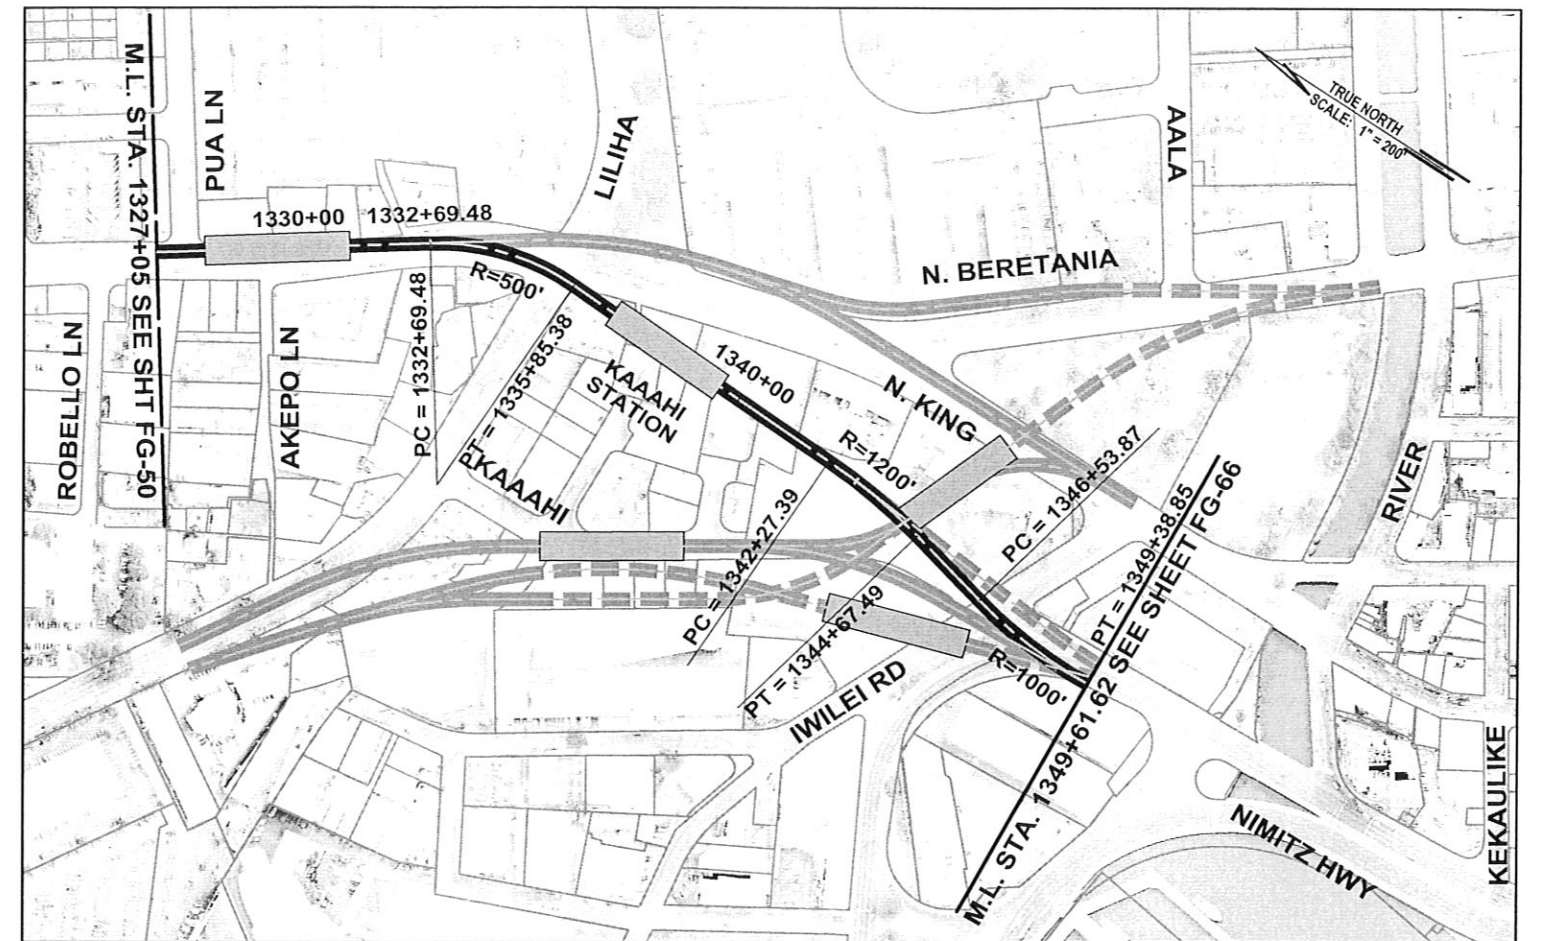 M.L. STA. 1327+05 SEE SHT FG-50
PUA LN
LILIHA
AALA
TRUE NORTH
SCALE: 1" = 200'
1330+00
1332+69.48
N. BERETANIA
R=500'
PC = 1332+69.48
PT = 1335+85.38
ROBELLO LN
AKEPO LN
KAAAHI
STATION
1340+00
N. KING
R=1200'
KAAAHI
PC = 1342+27.39
PT = 1344+67.49
PC = 1346+53.87
PT = 1349+38.85
M.L. STA. 1349+61.62 SEE SHEET FG-66
RIVER
R=1000'
IWILEI RD
NIMITZ HWY
KEKAULIKE